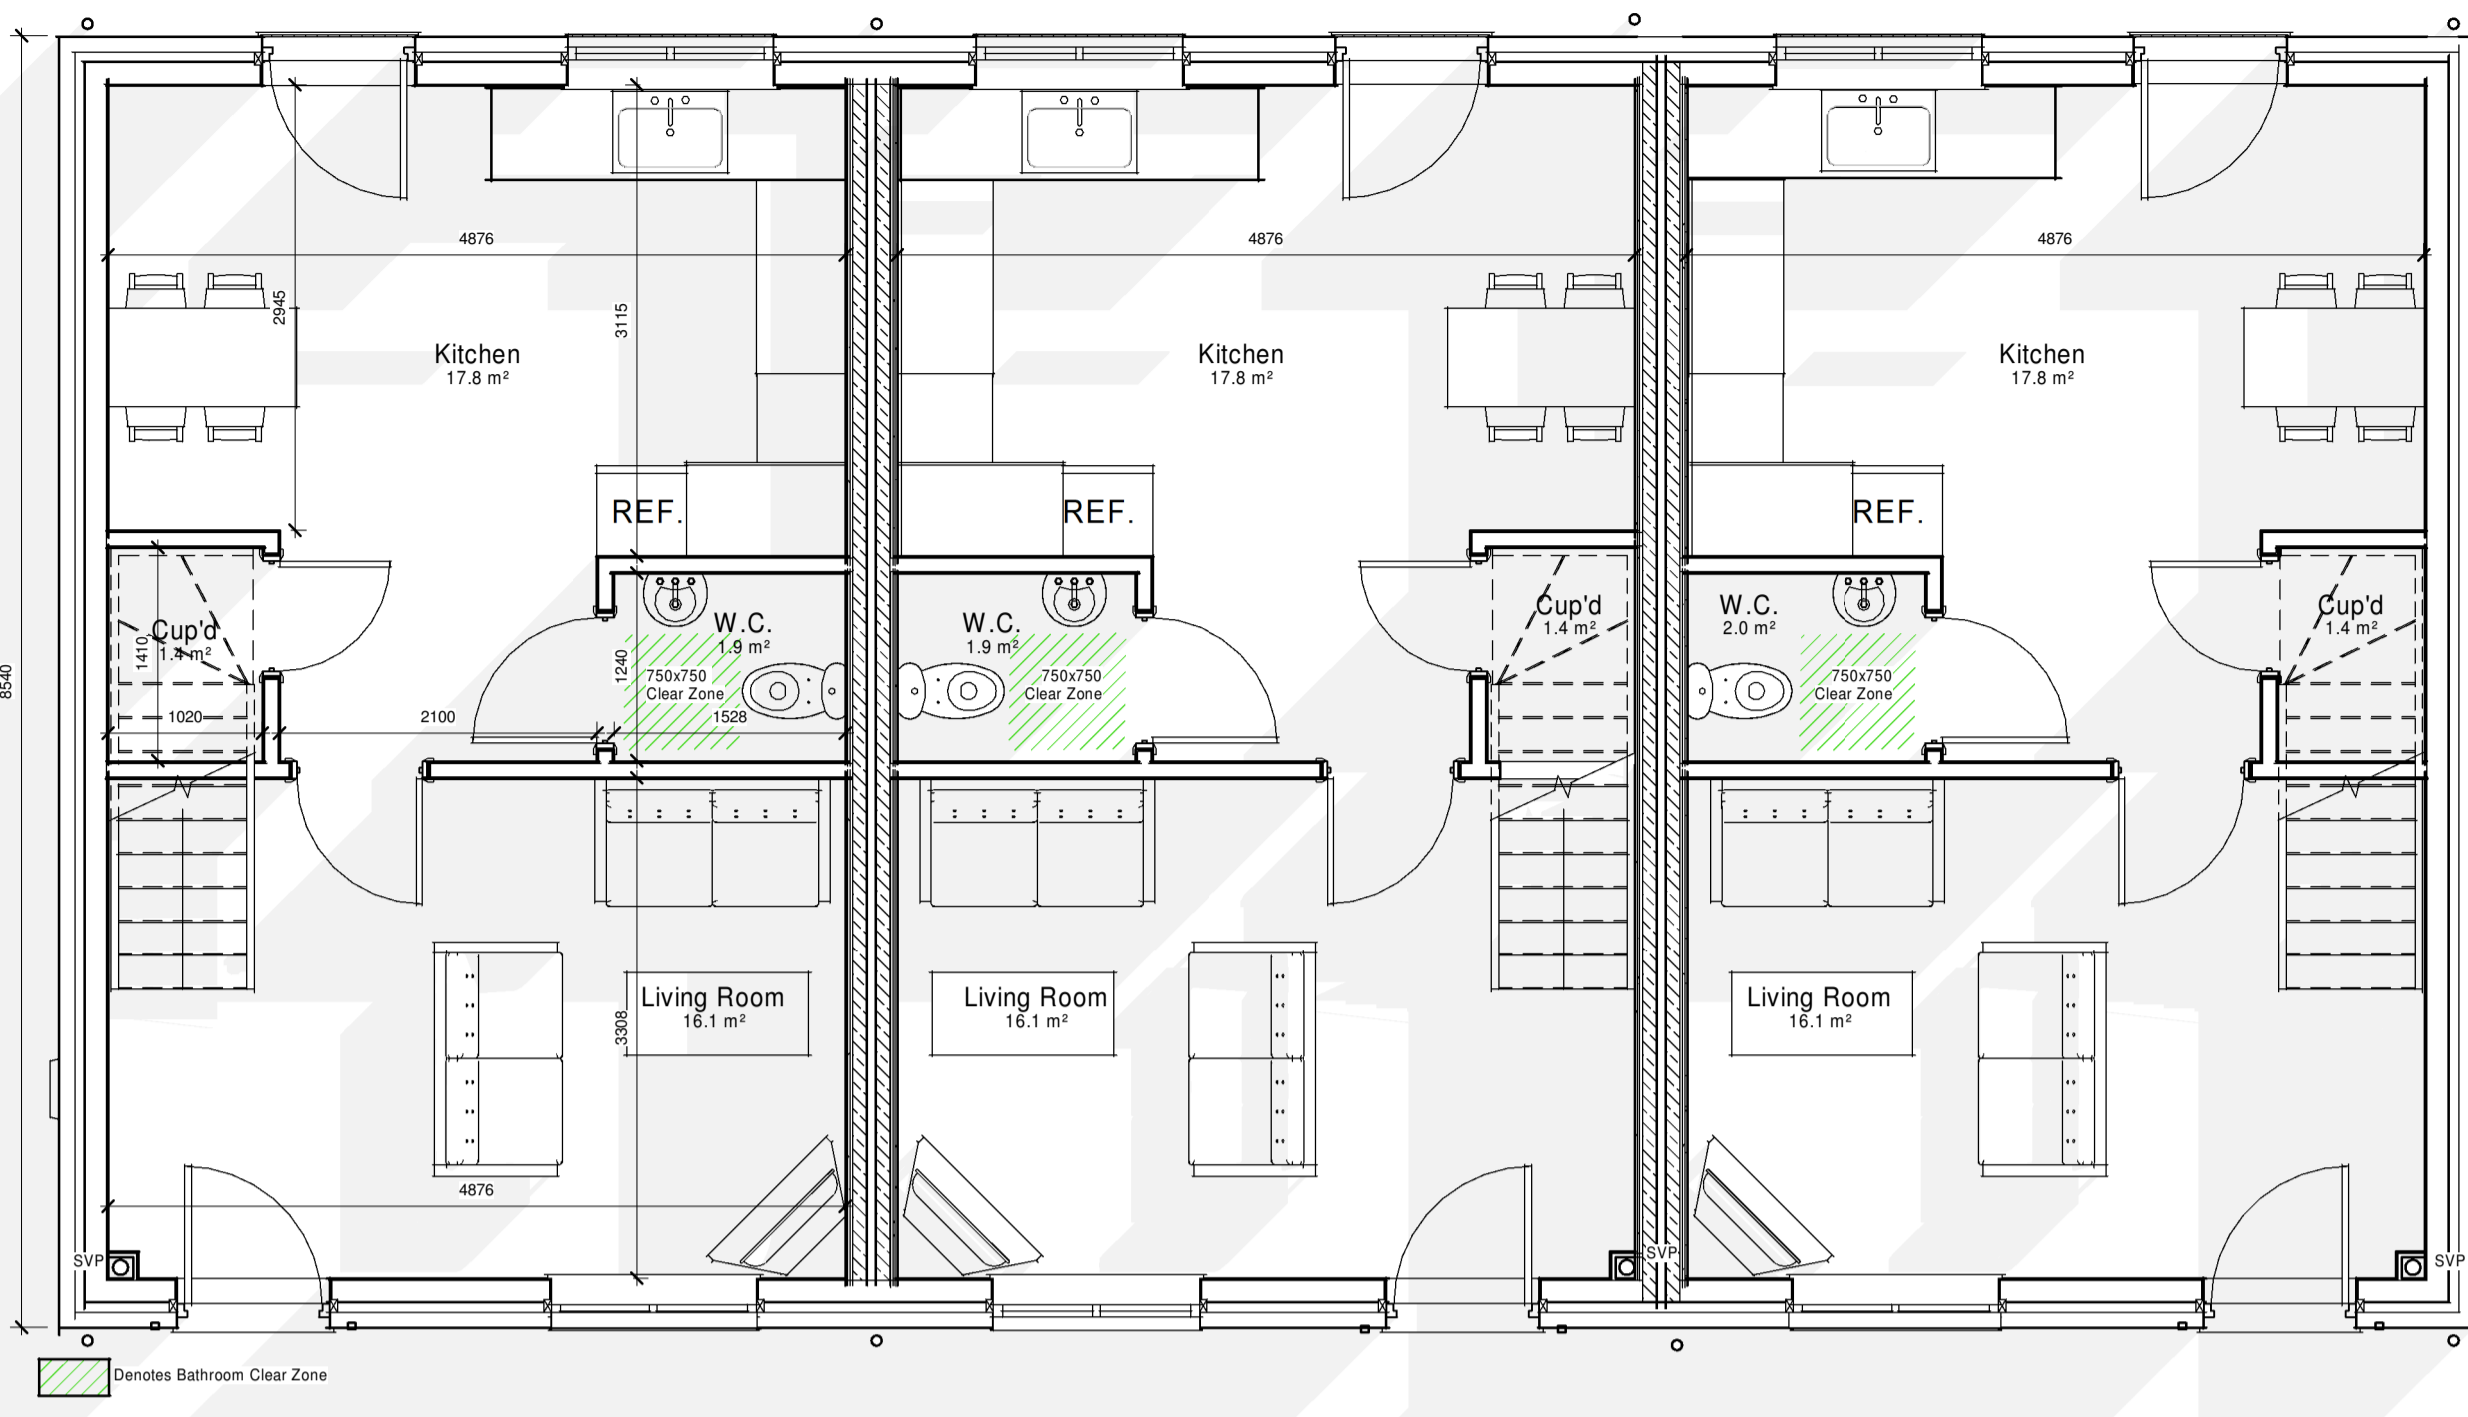 4876
4876
4876
2945
3115
Kitchen
17.8 m²
Kitchen
17.8 m²
Kitchen
17.8 m²
REF.
REF.
REF.
Cup'd
1.4 m²
1410
1020
2100
W.C.
1.9 m²
1240
750x750
Clear Zone
1528
W.C.
1.9 m²
750x750
Clear Zone
Cup'd
1.4 m²
W.C.
2.0 m²
750x750
Clear Zone
Cup'd
1.4 m²
8540
Living Room
16.1 m²
3308
Living Room
16.1 m²
Living Room
16.1 m²
4876
SVP
SVP
SVP
Denotes Bathroom Clear Zone